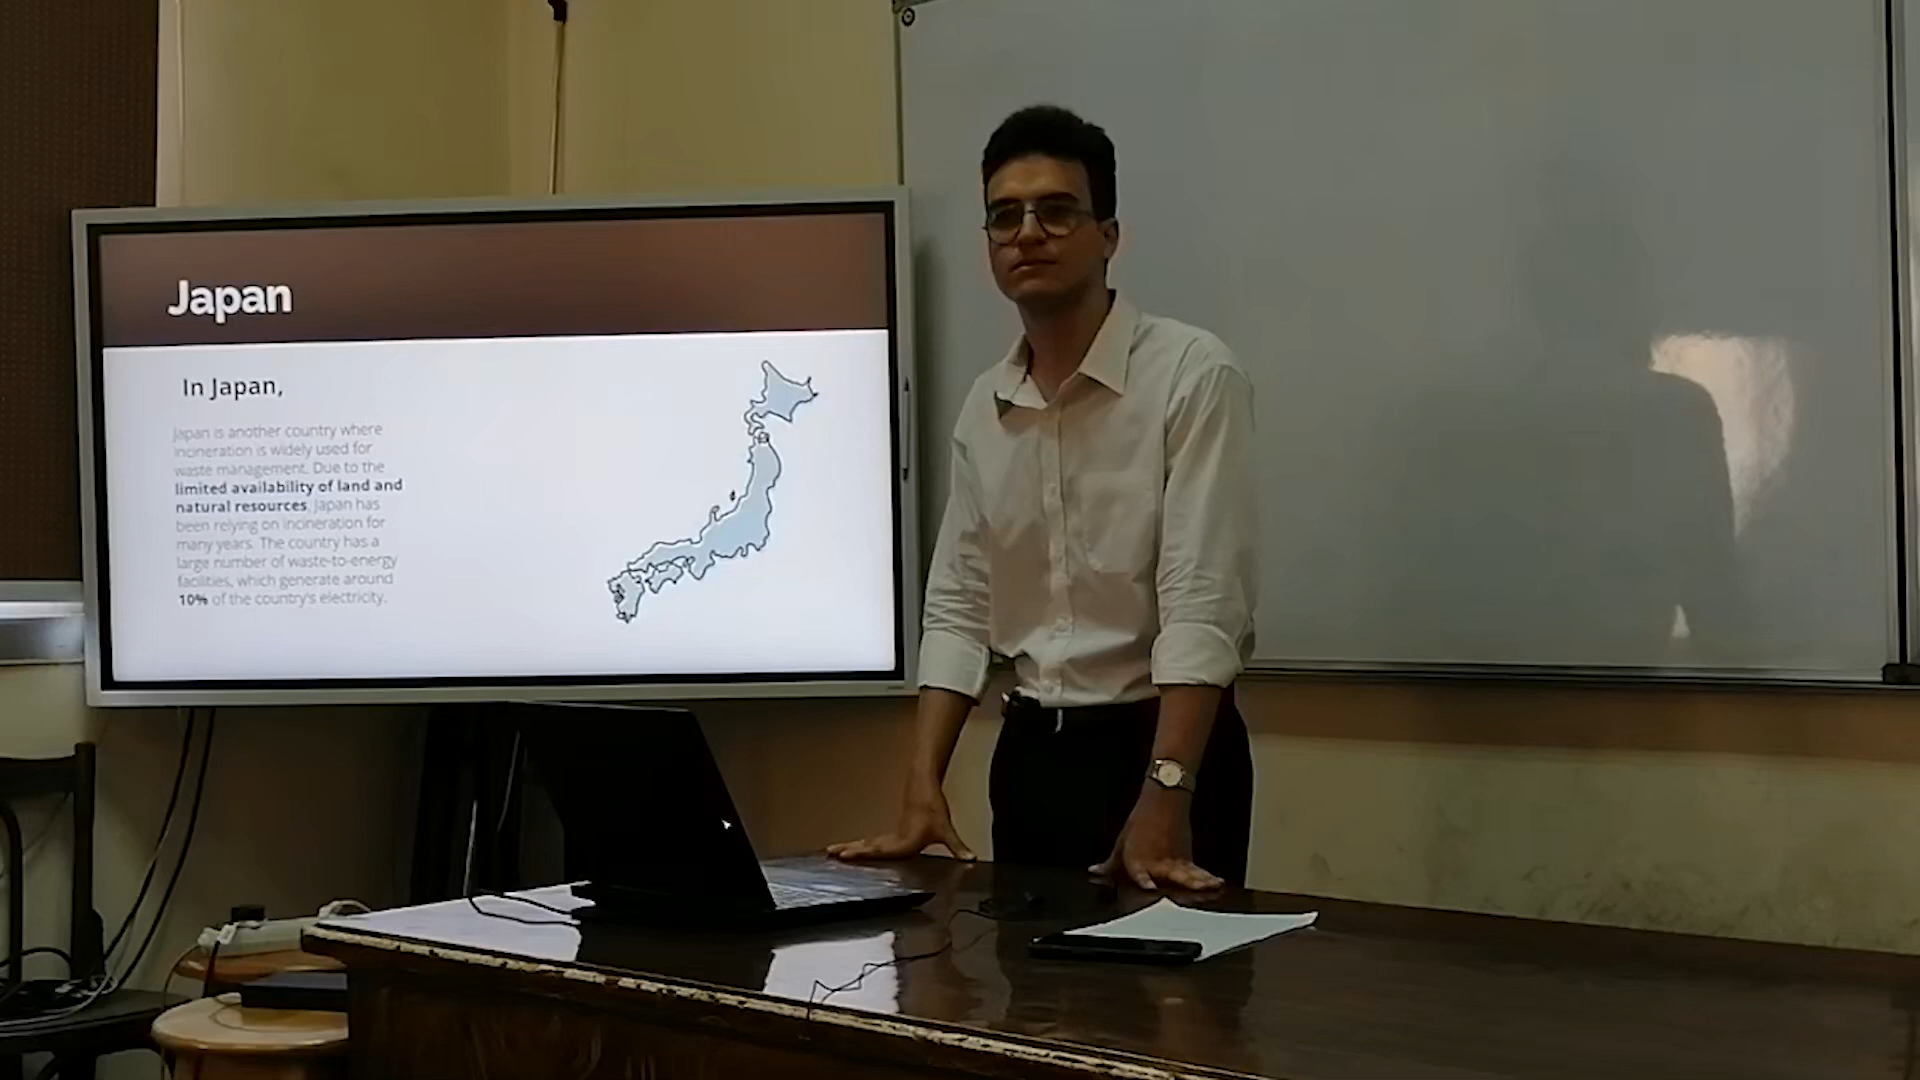 Japan
In Japan,
Japan is another country where
incineration is widely used for
waste management. Due to the
limited availability of land and
natural resources, Japan has
been relying on incineration for
many years. The country has a
large number of waste-to-energy
facilities, which generate around
10% of the country's electricity.